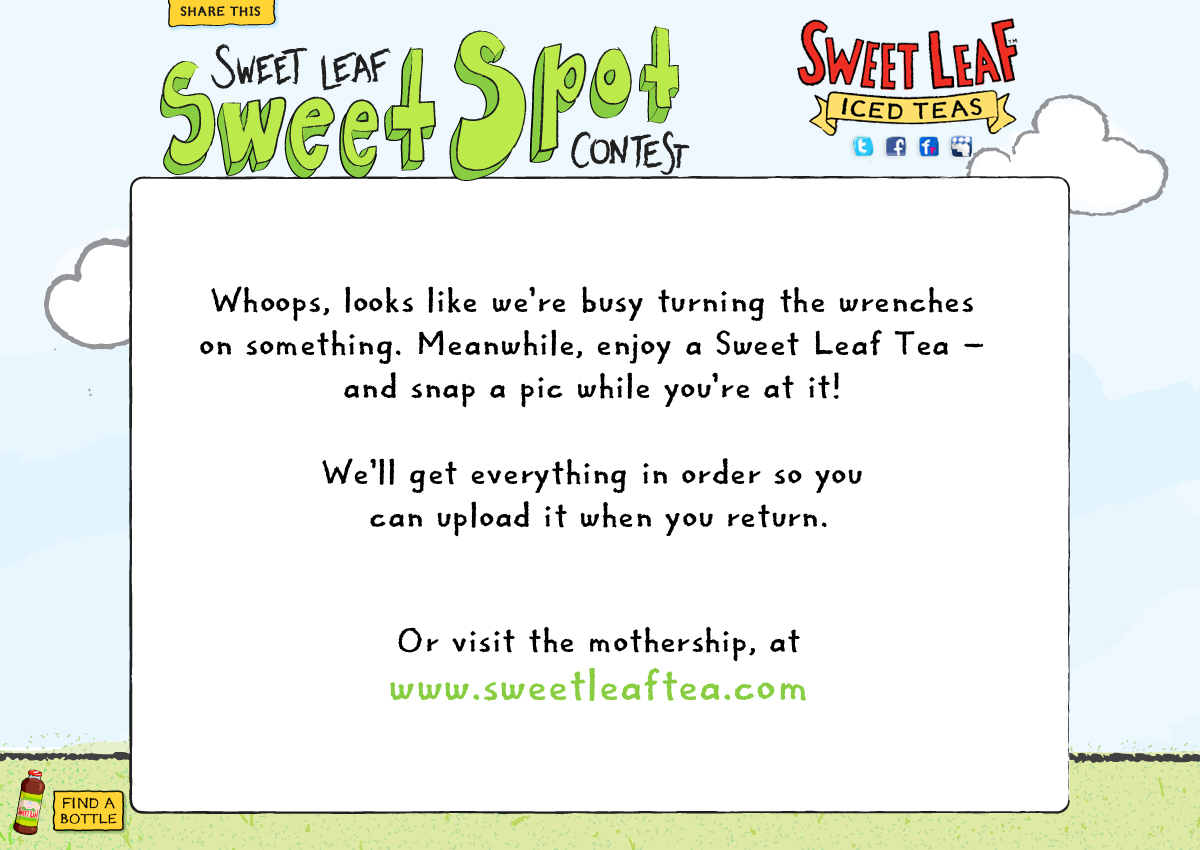 SHARE THIS
SWEET LEAF
Sweet Spot
CONTEST
SWEET LEAF™
ICED TEAS
Whoops, looks like we're busy turning the wrenches
on something. Meanwhile, enjoy a Sweet Leaf Tea –
and snap a pic while you're at it!
We'll get everything in order so you
can upload it when you return.
Or visit the mothership, at
www.sweetleaftea.com
FIND A
BOTTLE